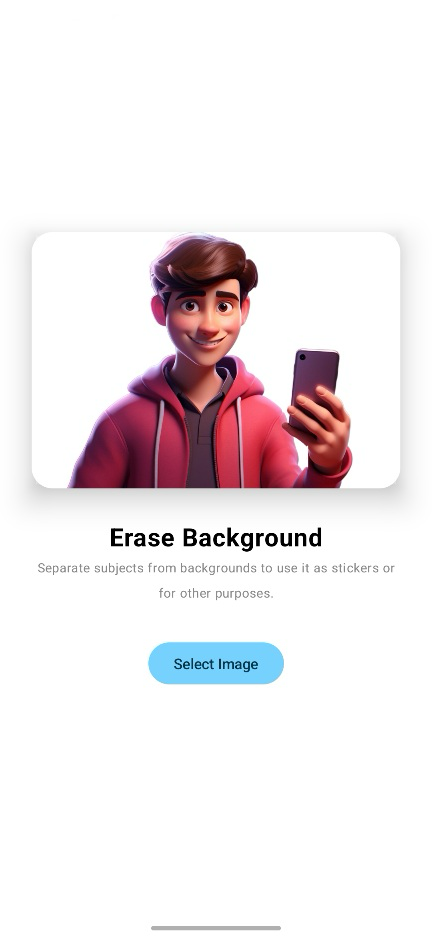 Erase Background
Separate subjects from backgrounds to use it as stickers or
for other purposes.
Select Image